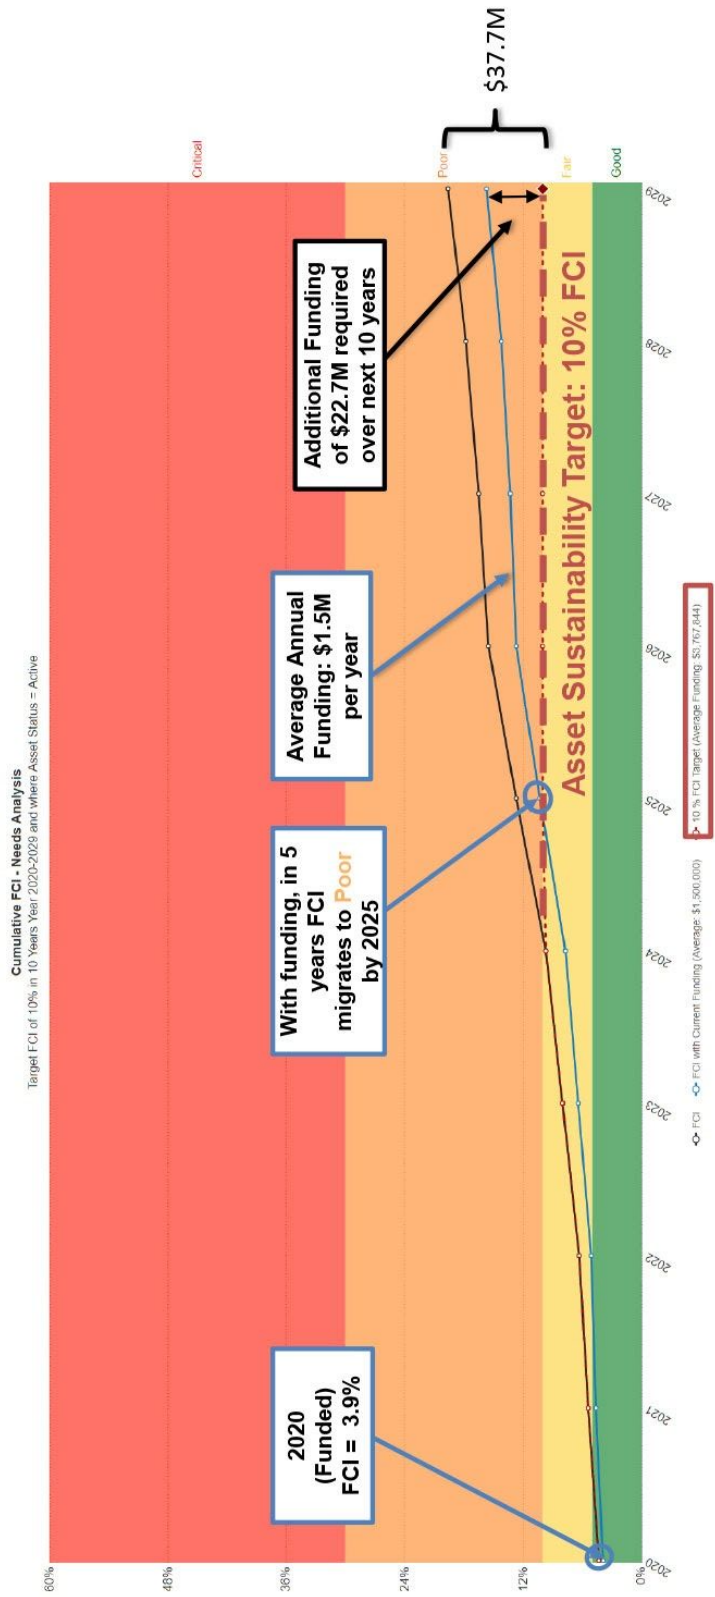 Cumulative FCI - Needs Analysis
Target FCI of 10% in 10 Years Year 2020-2029 and where Asset Status = Active
60%
48%
36%
24%
12%
0%
2020
(Funded)
FCI = 3.9%
With funding, in 5
years FCI
migrates to Poor
by 2025
Average Annual
Funding: $1.5M
per year
Additional Funding
of $22.7M required
over next 10 years
Asset Sustainability Target: 10% FCI
Critical
Poor
Fair
Good
$37.7M
2020
2021
2022
2023
2024
2025
2026
2027
2028
2029
FCI
FCI with Current Funding (Average: $1,500,000)
10 % FCI Target (Average Funding: $3,767,844)